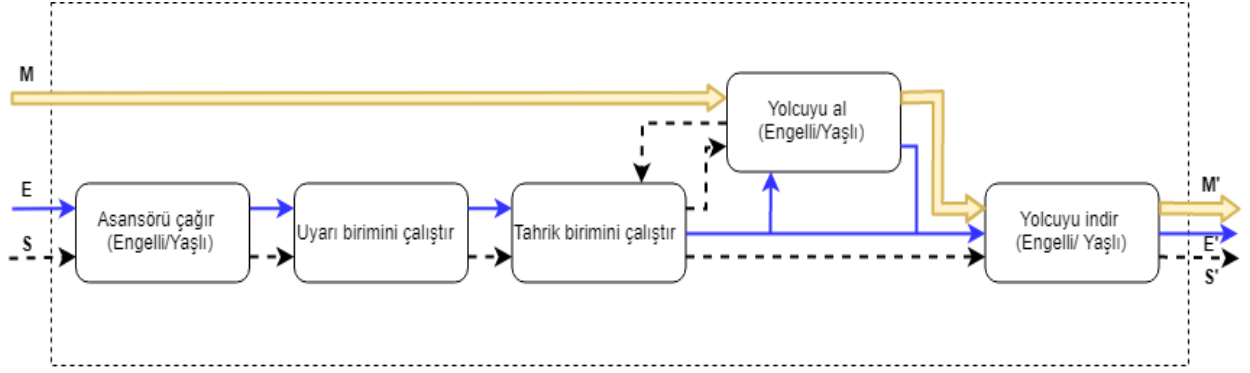 M
Yolcuyu al
(Engelli/Yaşlı)
E
S
Asansörü çağır
(Engelli/Yaşlı)
Uyarı birimini çalıştır
Tahrik birimini çalıştır
Yolcuyu indir
(Engelli/ Yaşlı)
M'
E'
S'